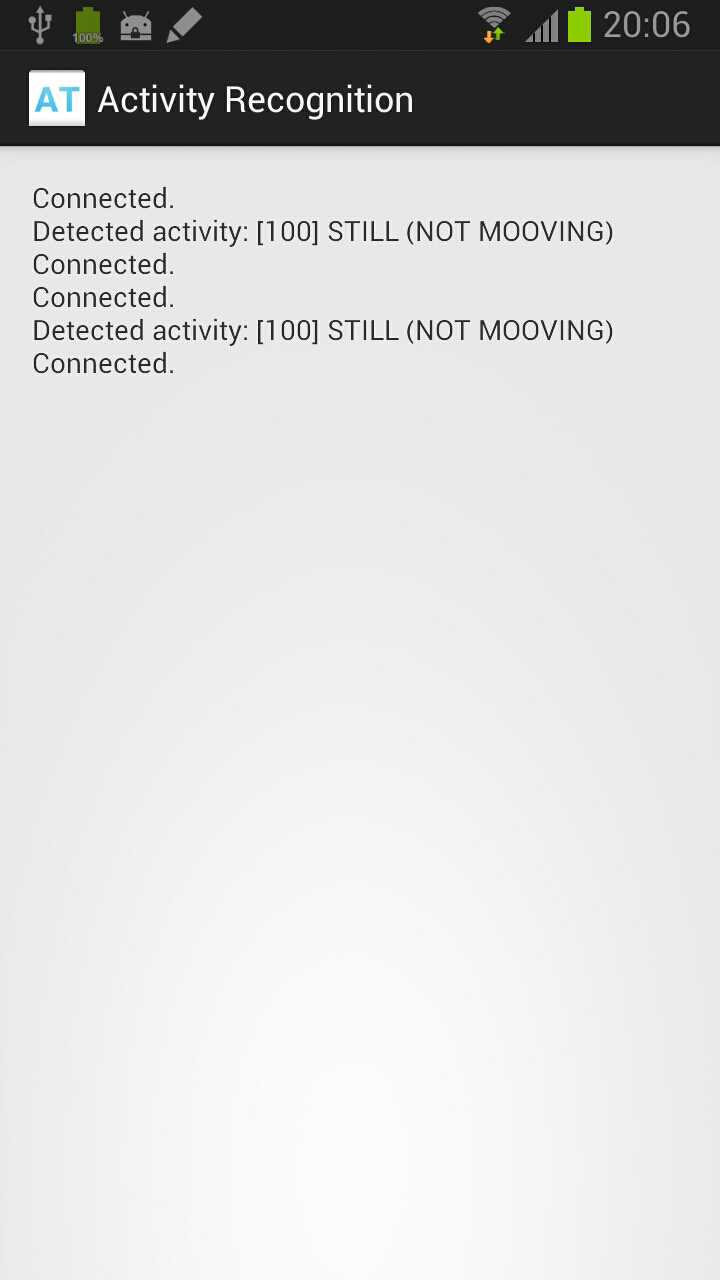 100%
20:06
AT Activity Recognition
Connected.
Detected activity: [100] STILL (NOT MOOVING)
Connected.
Connected.
Detected activity: [100] STILL (NOT MOOVING)
Connected.